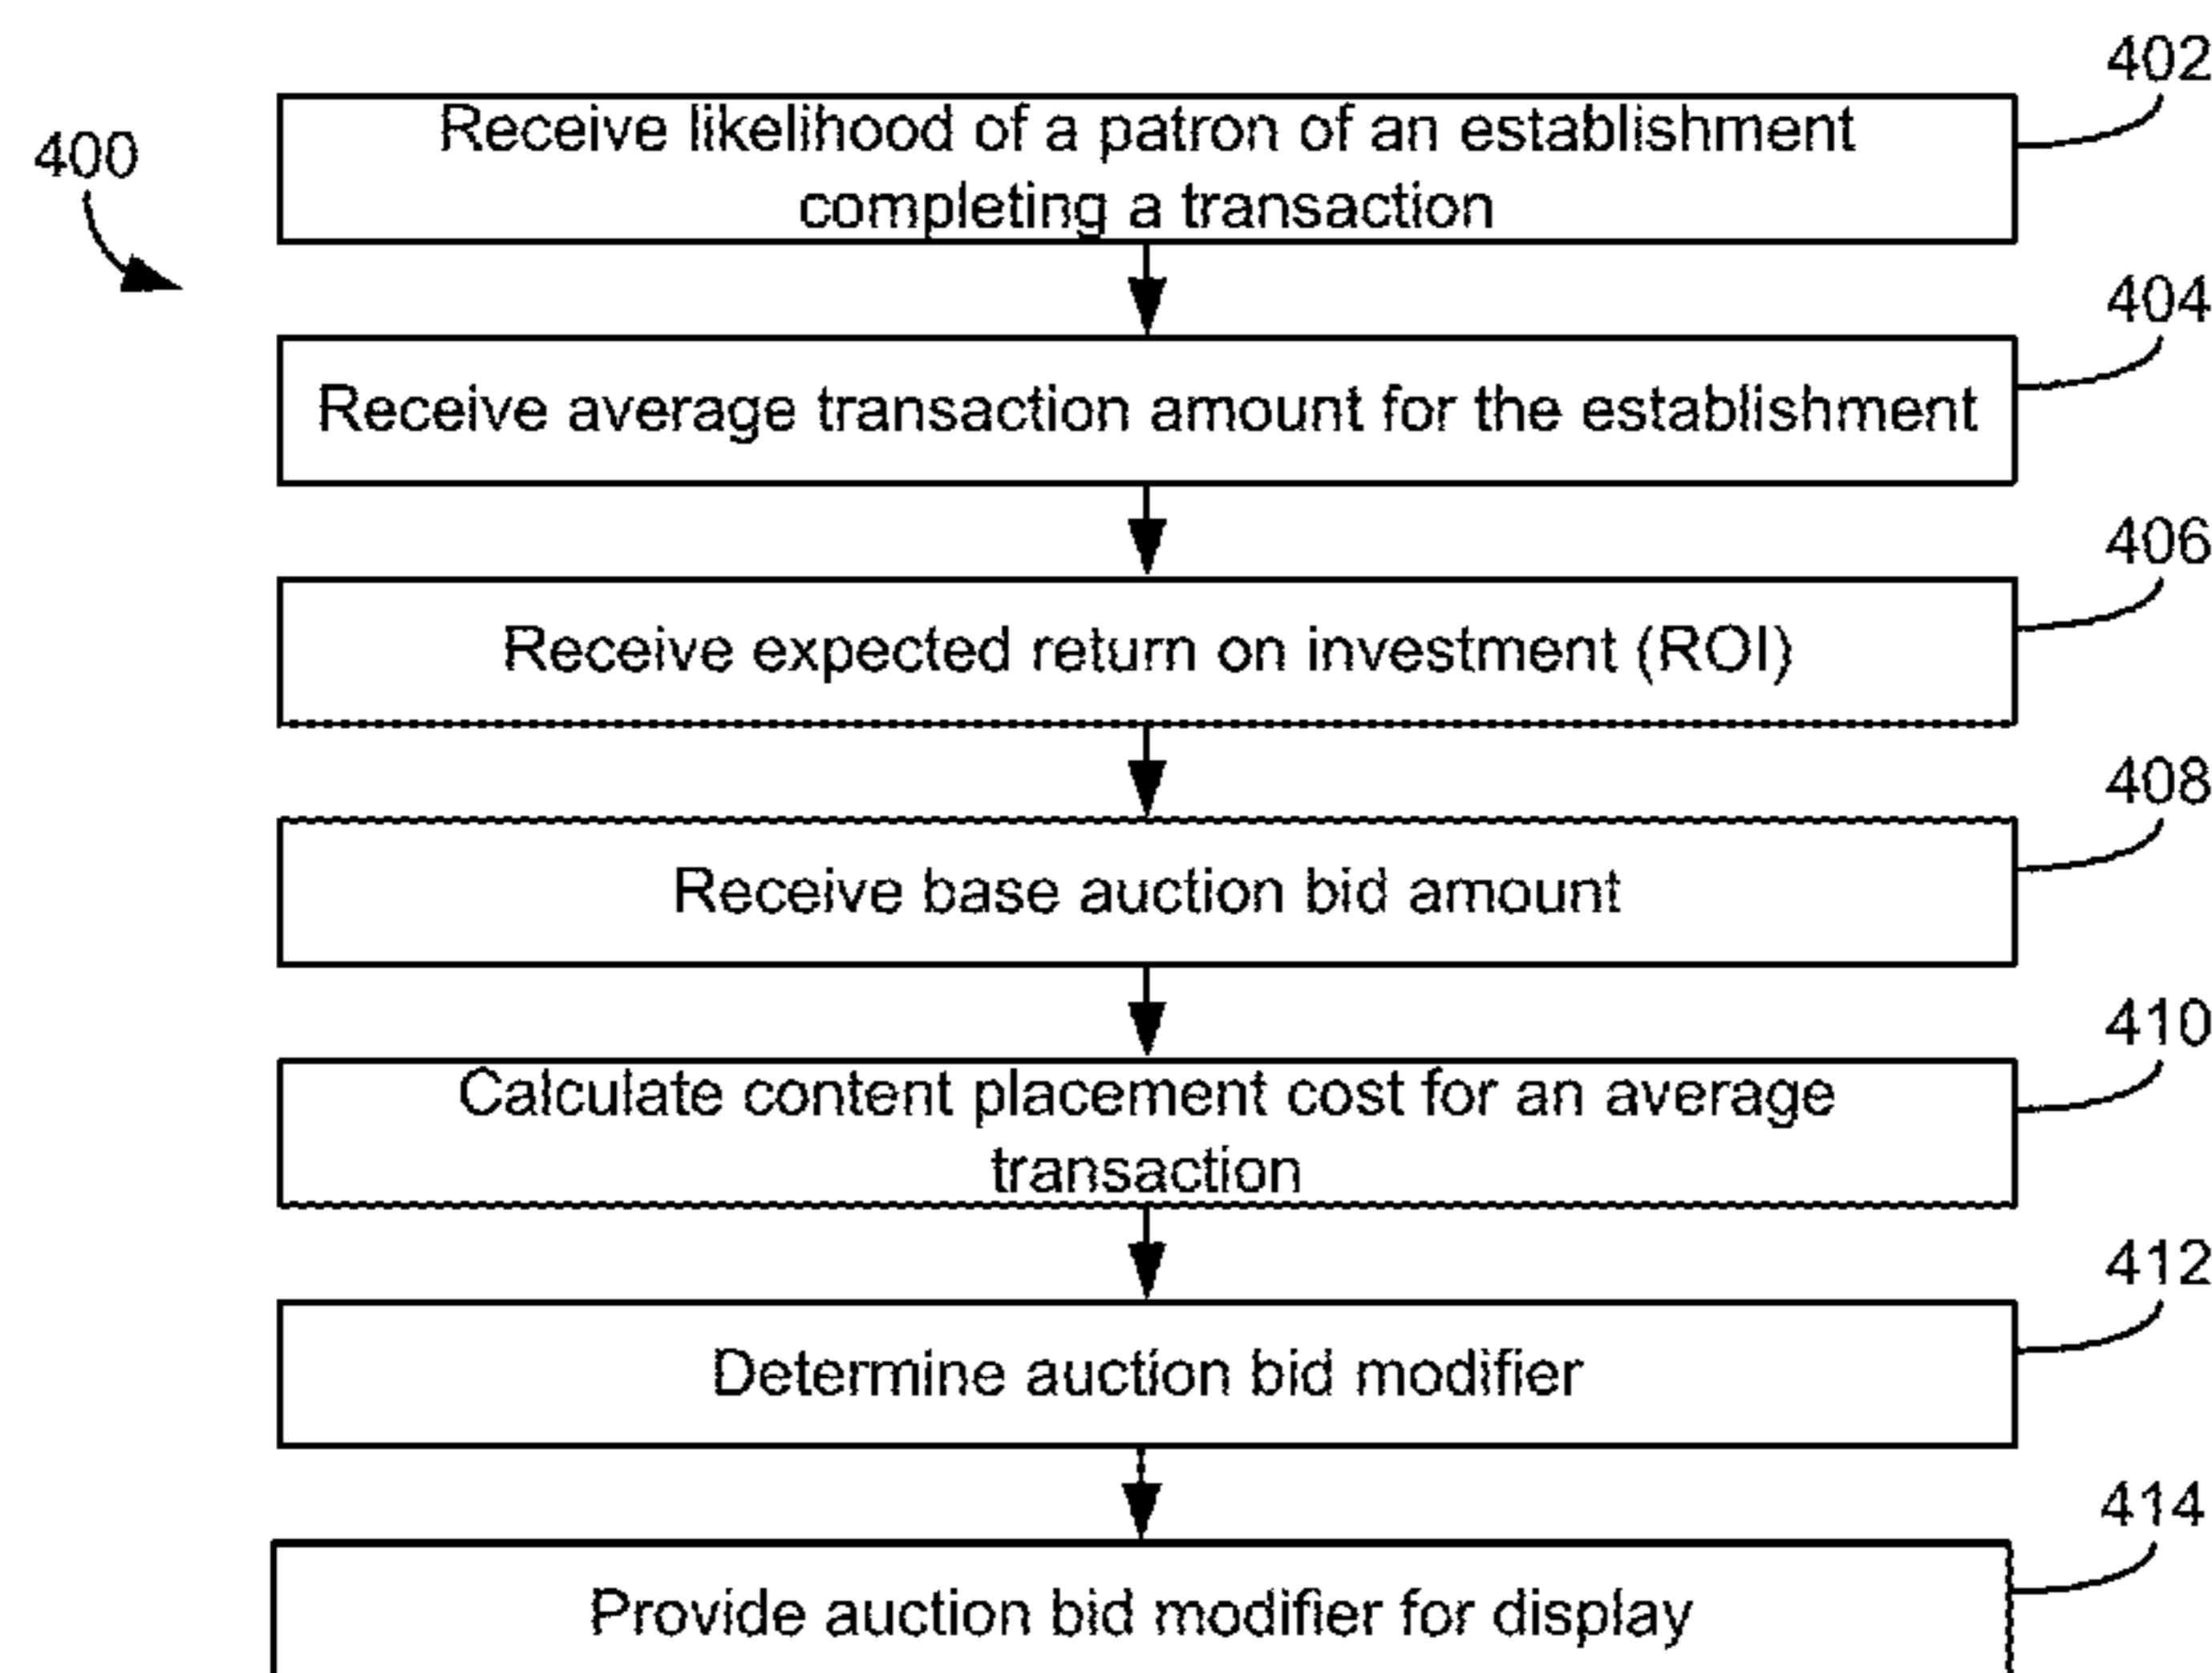 402
Receive likelihood of a patron of an establishment
completing a transaction
400
404
Receive average transaction amount for the establishment
406
Receive expected return on investment (ROI)
408
Receive base auction bid amount
410
Calculate content placement cost for an average
transaction
412
Determine auction bid modifier
414
Provide auction bid modifier for display